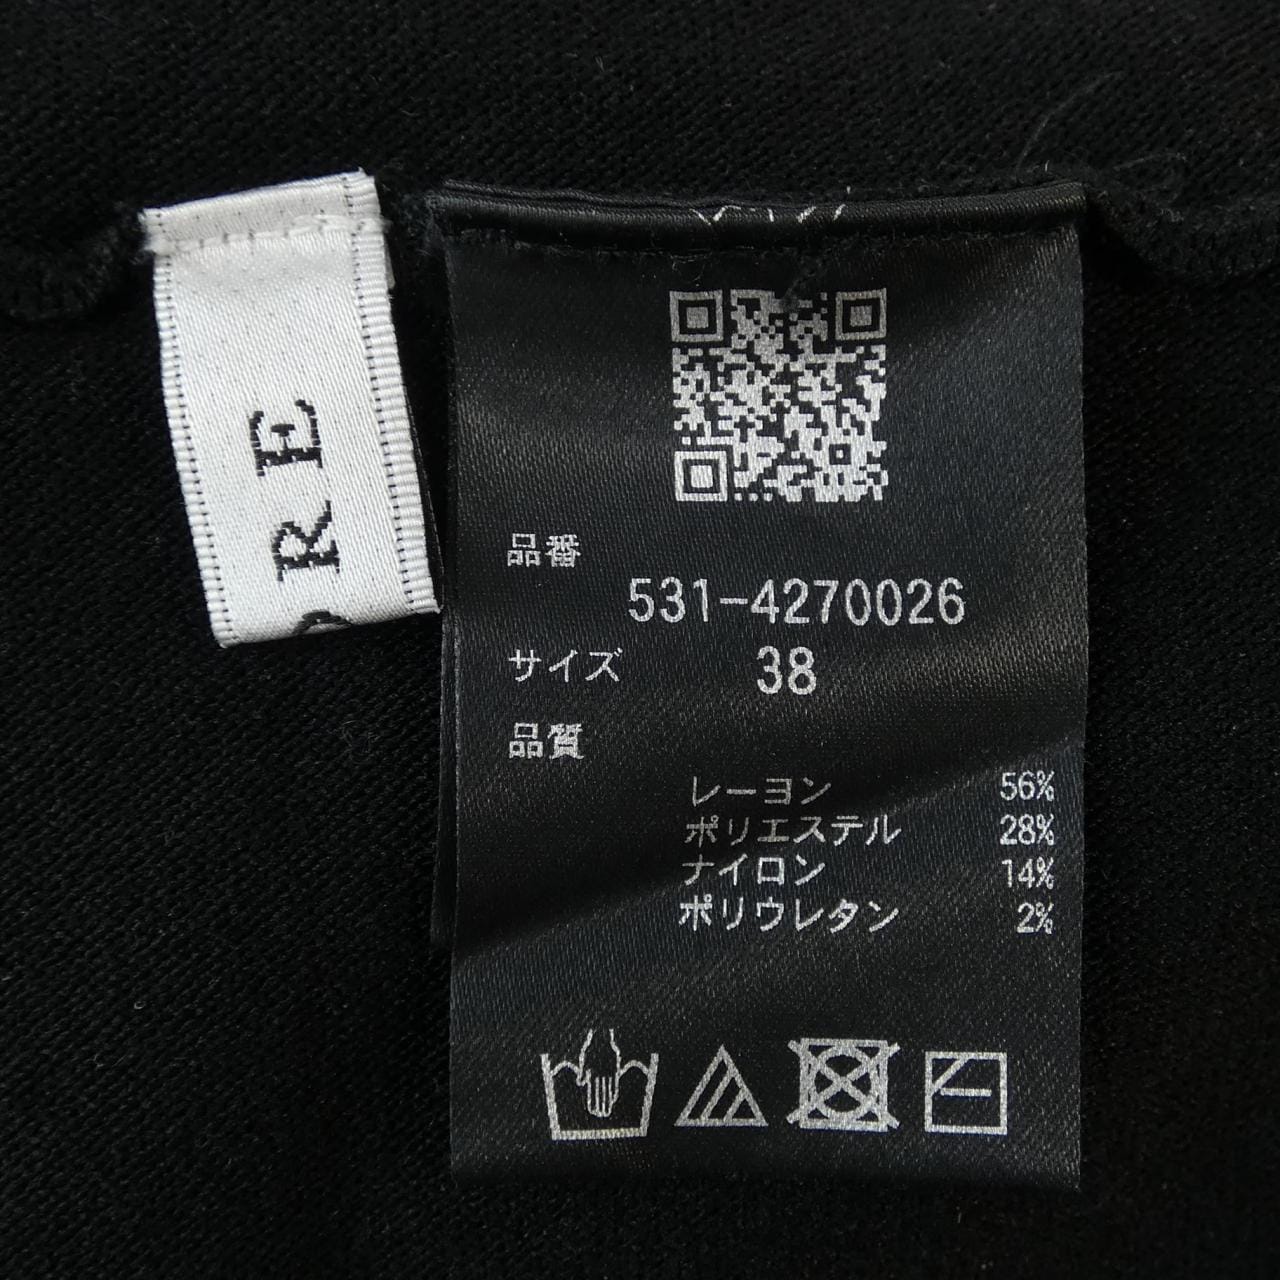 RE
品番
531-4270026
サイズ 38
品質
レーヨン 56%
ポリエステル 28%
ナイロン 14%
ポリウレタン 2%